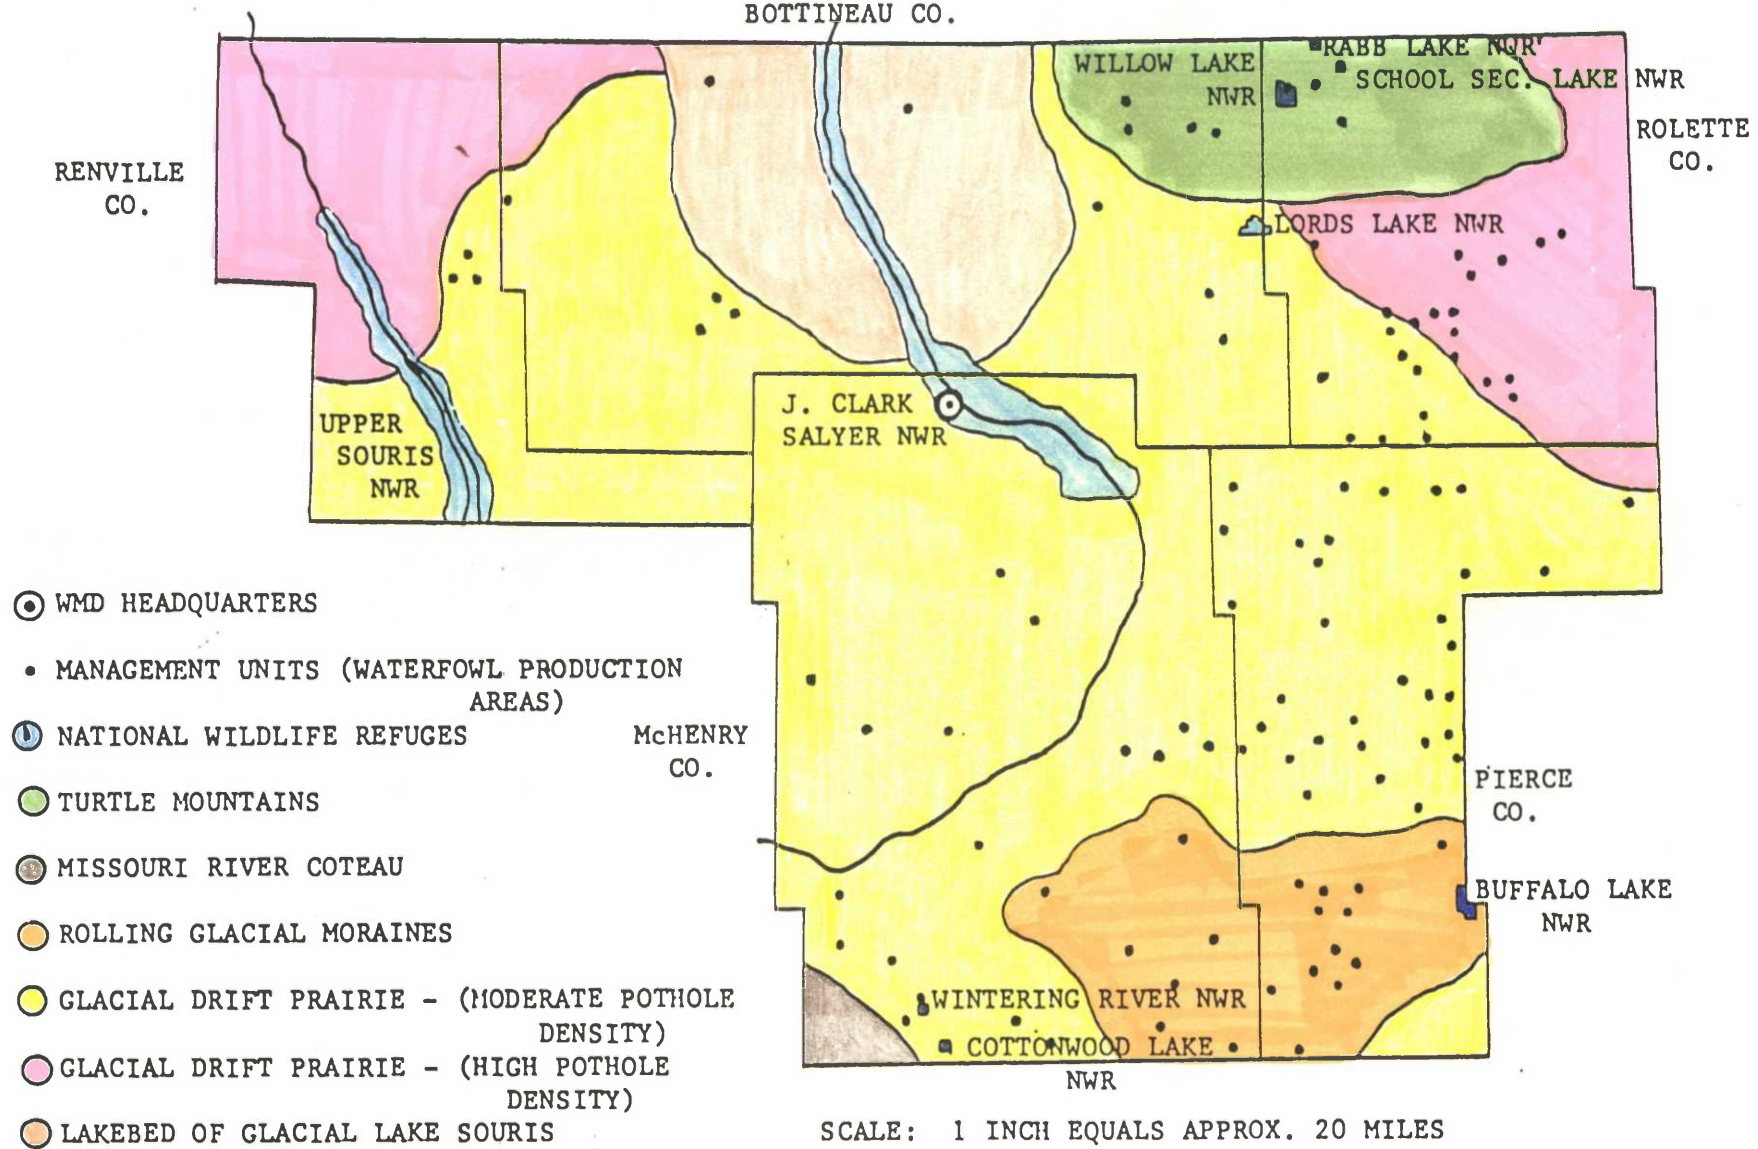 BOTTINEAU CO.
WILLOW LAKE
NWR
RABB LAKE NQR
SCHOOL SEC. LAKE NWR
ROLETTE
CO.
RENVILLE
CO.
LORDS LAKE NWR
J. CLARK
SALYER NWR
UPPER
SOURIS
NWR
WMD HEADQUARTERS
MANAGEMENT UNITS (WATERFOWL PRODUCTION
AREAS)
NATIONAL WILDLIFE REFUGES
McHENRY
CO.
PIERCE
CO.
TURTLE MOUNTAINS
MISSOURI RIVER COTEAU
BUFFALO LAKE
NWR
ROLLING GLACIAL MORAINES
GLACIAL DRIFT PRAIRIE - (MODERATE POTHOLE
DENSITY)
WINTERING RIVER NWR
COTTONWOOD LAKE
NWR
GLACIAL DRIFT PRAIRIE - (HIGH POTHOLE
DENSITY)
LAKEBED OF GLACIAL LAKE SOURIS
SCALE: 1 INCH EQUALS APPROX. 20 MILES